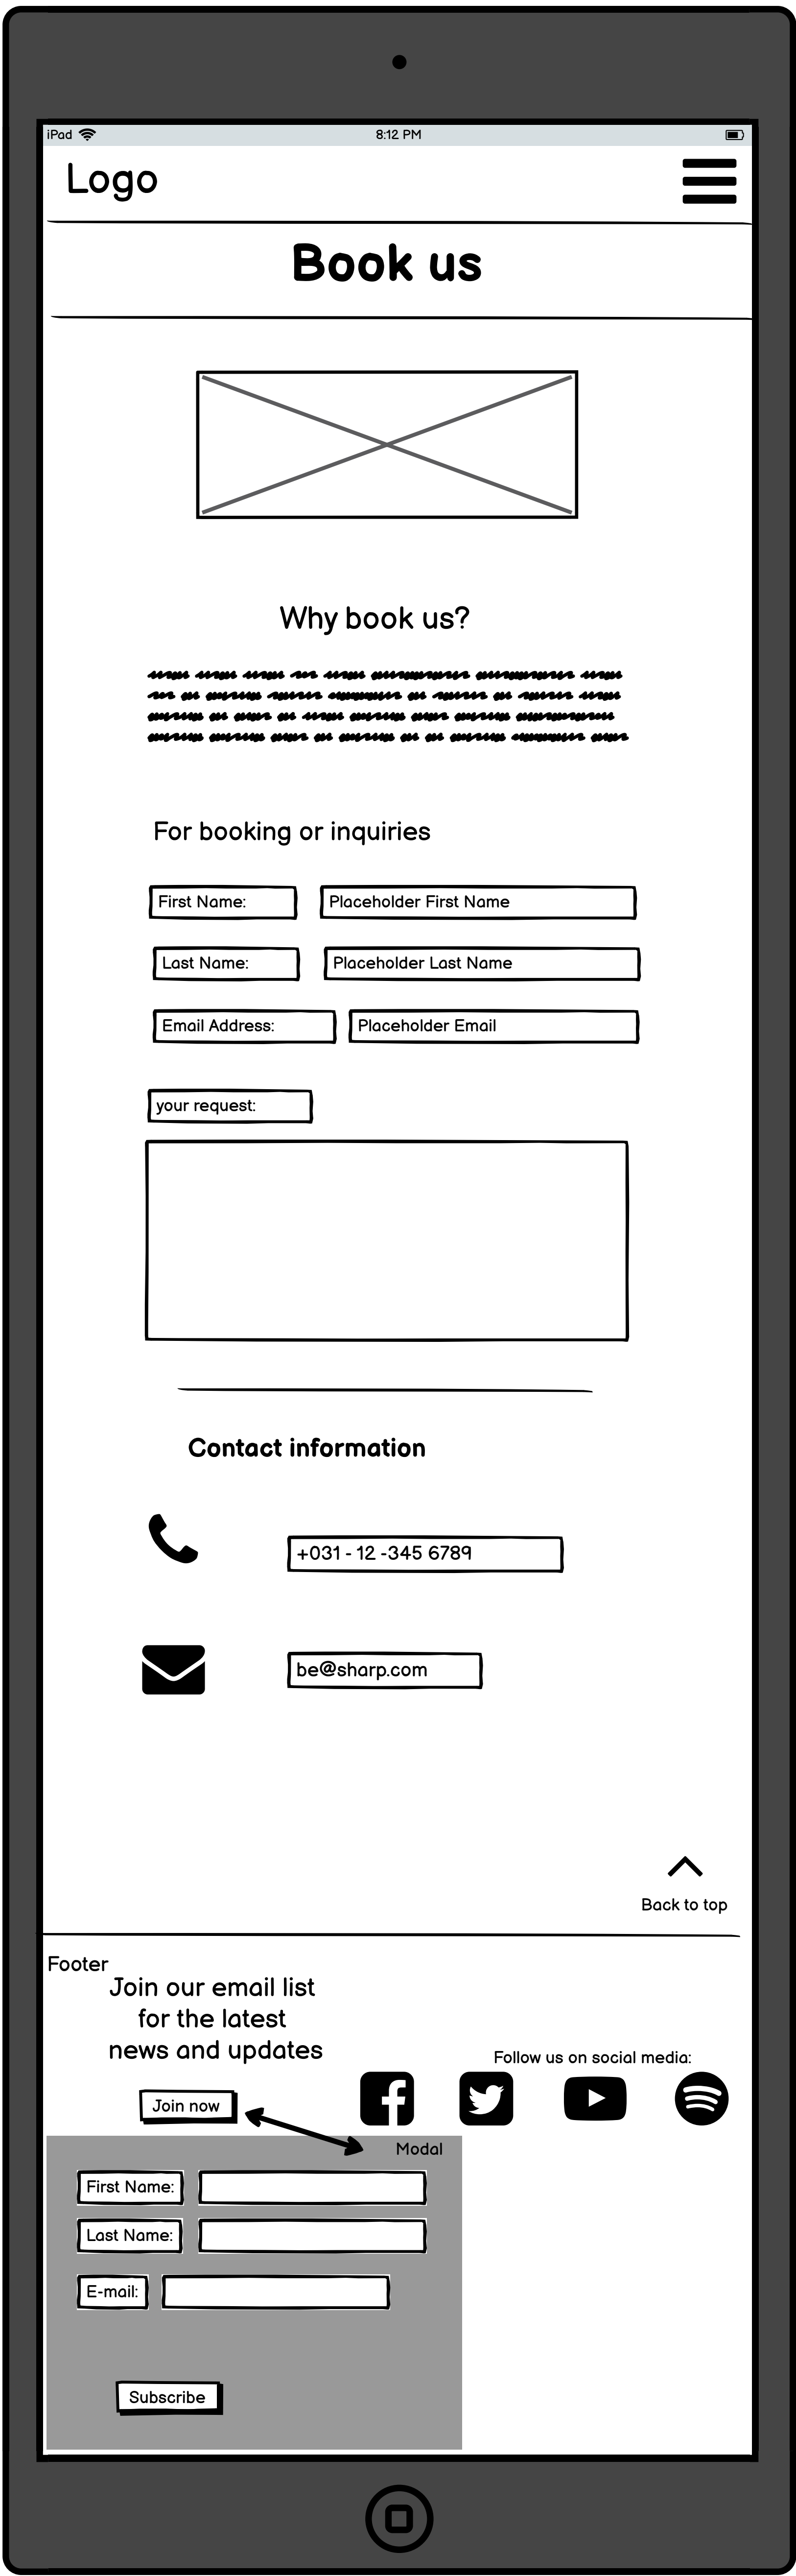 iPad 8:12 PM
Logo
Book us
Why book us?
For booking or inquiries
First Name: Placeholder First Name
Last Name: Placeholder Last Name
Email Address: Placeholder Email
your request:
Contact information
+031 - 12 -345 6789
be@sharp.com
Back to top
Footer
Join our email list
for the latest
news and updates
Follow us on social media:
Join now
Modal
First Name:
Last Name:
E-mail:
Subscribe